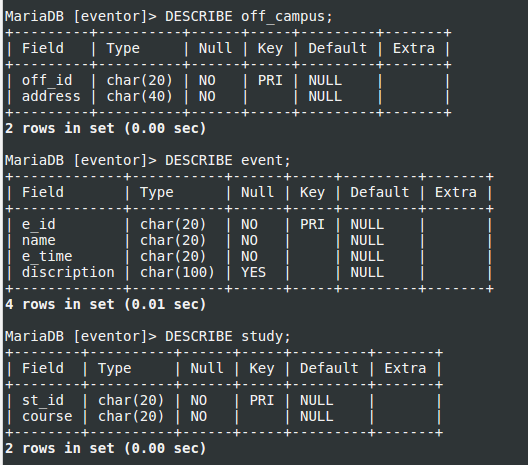 MariaDB [eventor]> DESCRIBE off_campus;
+---------+----------+------+-----+---------+-------+
| Field   | Type     | Null | Key | Default | Extra |
+---------+----------+------+-----+---------+-------+
| off_id  | char(20) | NO   | PRI | NULL    |       |
| address | char(40) | NO   |     | NULL    |       |
+---------+----------+------+-----+---------+-------+
2 rows in set (0.00 sec)
MariaDB [eventor]> DESCRIBE event;
+-------------+-----------+------+-----+---------+-------+
| Field       | Type      | Null | Key | Default | Extra |
+-------------+-----------+------+-----+---------+-------+
| e_id        | char(20)  | NO   | PRI | NULL    |       |
| name        | char(20)  | NO   |     | NULL    |       |
| e_time      | char(20)  | NO   |     | NULL    |       |
| discription | char(100) | YES  |     | NULL    |       |
+-------------+-----------+------+-----+---------+-------+
4 rows in set (0.01 sec)
MariaDB [eventor]> DESCRIBE study;
+--------+----------+------+-----+---------+-------+
| Field  | Type     | Null | Key | Default | Extra |
+--------+----------+------+-----+---------+-------+
| st_id  | char(20) | NO   | PRI | NULL    |       |
| course | char(20) | NO   |     | NULL    |       |
+--------+----------+------+-----+---------+-------+
2 rows in set (0.00 sec)